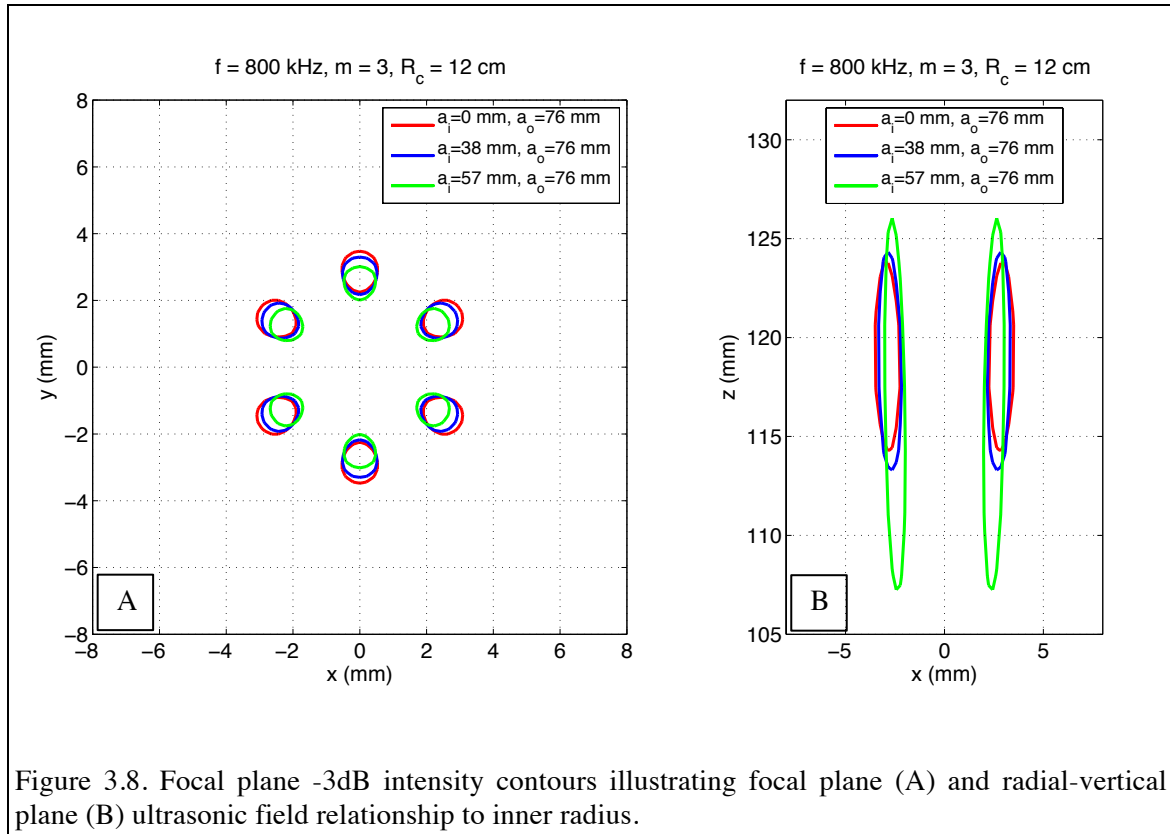 f = 800 kHz, m = 3, R_c = 12 cm
a_i=0 mm, a_o=76 mm
a_i=38 mm, a_o=76 mm
a_i=57 mm, a_o=76 mm
8
6
4
2
0
−2
−4
−6
−8
y (mm)
A
−8 −6 −4 −2 0 2 4 6 8
x (mm)
f = 800 kHz, m = 3, R_c = 12 cm
a_i=0 mm, a_o=76 mm
a_i=38 mm, a_o=76 mm
a_i=57 mm, a_o=76 mm
130
125
120
115
110
105
z (mm)
B
−5 0 5
x (mm)
Figure 3.8. Focal plane -3dB intensity contours illustrating focal plane (A) and radial-vertical
plane (B) ultrasonic field relationship to inner radius.